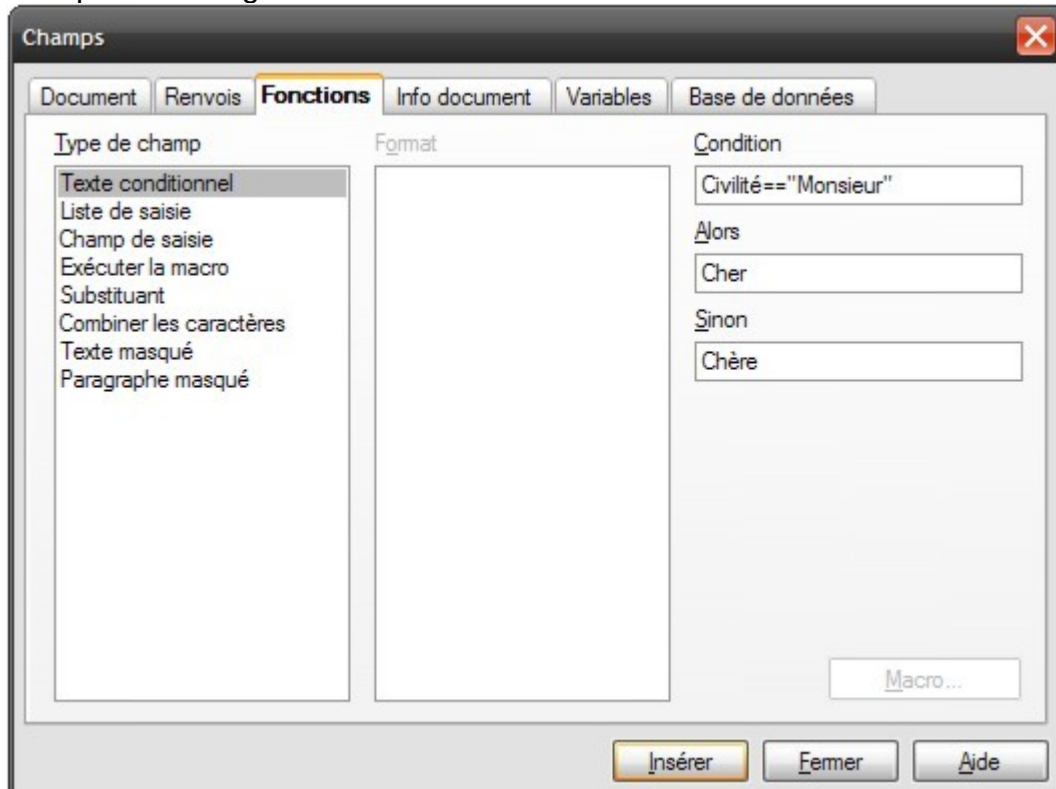 Champs
Document Renvois Fonctions Info document Variables Base de données
Type de champ
Texte conditionnel
Liste de saisie
Champ de saisie
Exécuter la macro
Substituant
Combiner les caractères
Texte masqué
Paragraphe masqué
Format
Condition
Civilité=="Monsieur"
Alors
Cher
Sinon
Chère
Macro...
Insérer Fermer Aide